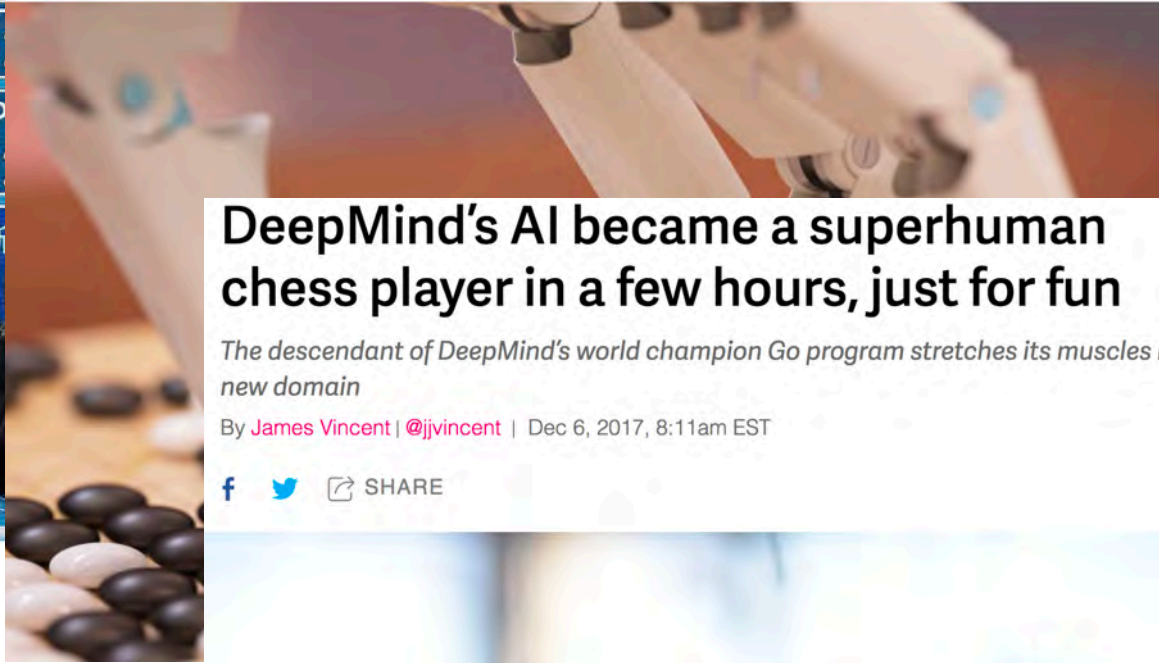 DeepMind's AI became a superhuman
chess player in a few hours, just for fun
The descendant of DeepMind's world champion Go program stretches its muscles
new domain
By James Vincent | @jjvincent | Dec 6, 2017, 8:11am EST
f
SHARE